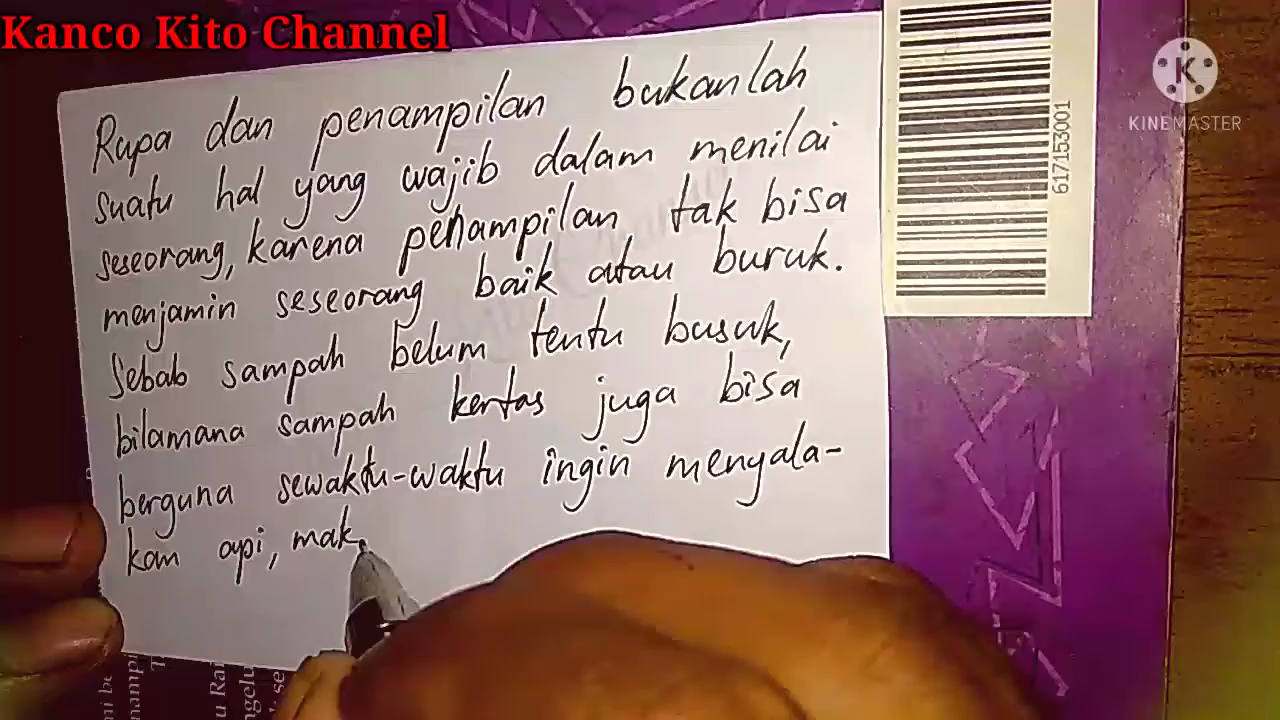 Kanco Kito Channel
KINEMASTER
617153001
Rupa dan penampilan bukanlah
suatu hal yang wajib dalam menilai
seseorang, karena penampilan tak bisa
menjamin seseorang baik atau buruk.
Sebab sampah belum tentu busuk,
bilamana sampah kertas juga bisa
berguna sewaktu-waktu ingin menyala-
kan api, mak